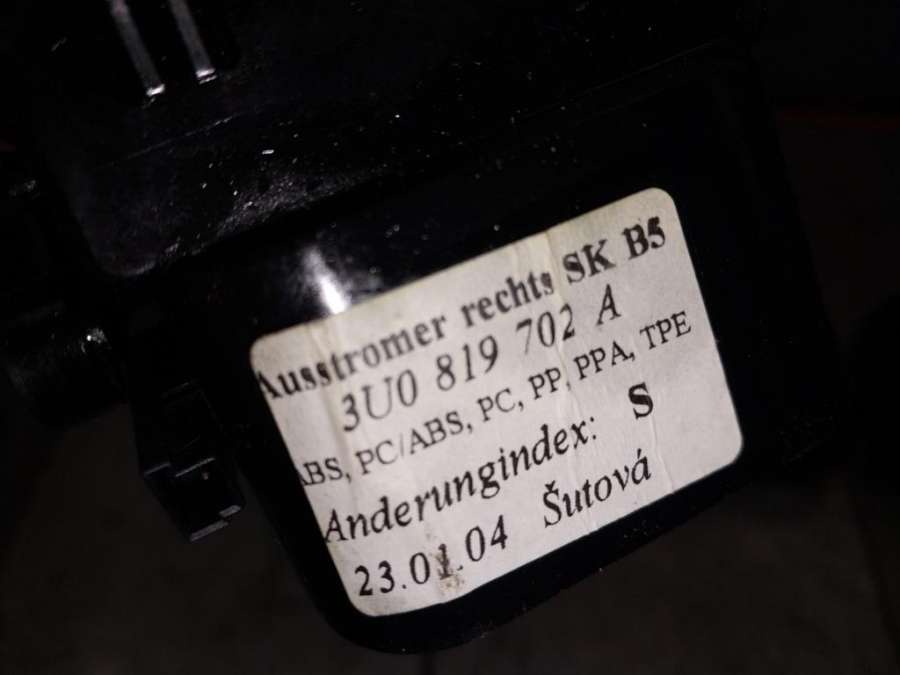 Ausstromer rechts SK B5
3U0 819 702 A
ABS, PC/ABS, PC, PP, PPA, TPE
Anderungindex: S
23.01.04 Šutová